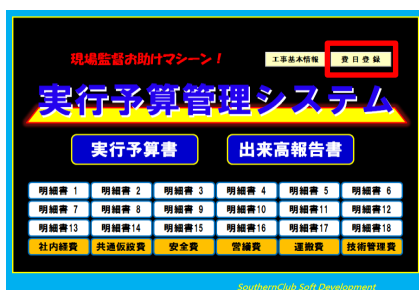 現場監督お助けマシーン！
工事基本情報 費目登録
実行予算管理システム
実行予算書 出来高報告書
明細書 1 明細書 2 明細書 3 明細書 4 明細書 5 明細書 6
明細書 7 明細書 8 明細書 9 明細書10 明細書11 明細書12
明細書13 明細書14 明細書15 明細書16 明細書17 明細書18
社内経費 共通仮設費 安全費 営繕費 運搬費 技術管理費
SouthernClub Soft Development